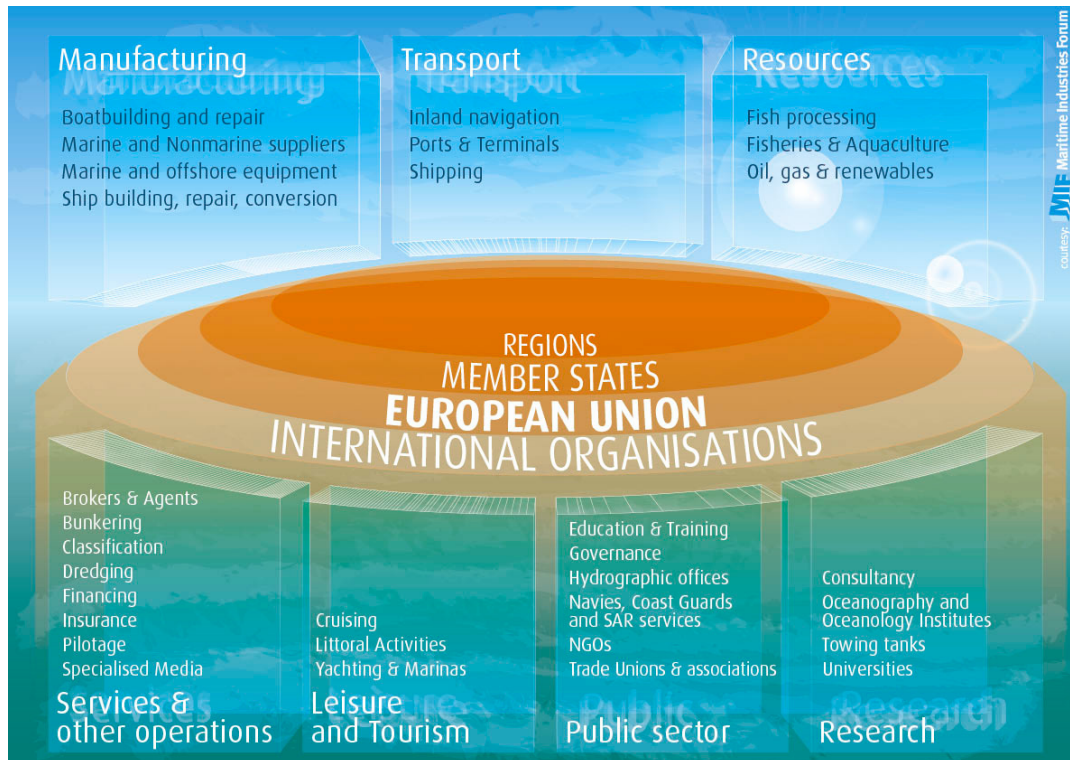 Manufacturing
Boatbuilding and repair
Marine and Nonmarine suppliers
Marine and offshore equipment
Ship building, repair, conversion
Transport
Inland navigation
Ports & Terminals
Shipping
Resources
Fish processing
Fisheries & Aquaculture
Oil, gas & renewables
courtesy: MIF Maritime Industries Forum
REGIONS
MEMBER STATES
EUROPEAN UNION
INTERNATIONAL ORGANISATIONS
Brokers & Agents
Bunkering
Classification
Dredging
Financing
Insurance
Pilotage
Specialised Media
Services &
other operations
Cruising
Littoral Activities
Yachting & Marinas
Leisure
and Tourism
Education & Training
Governance
Hydrographic offices
Navies, Coast Guards
and SAR services
NGOs
Trade Unions & associations
Public sector
Consultancy
Oceanography and
Oceanology Institutes
Towing tanks
Universities
Research